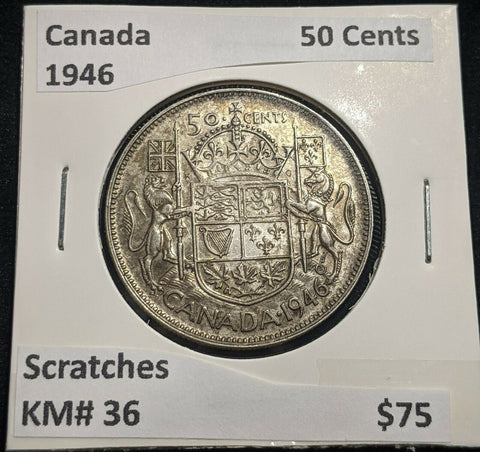 Canada 50 Cents
1946
50 CENTS
CANADA·1946
Scratches
KM# 36 $75